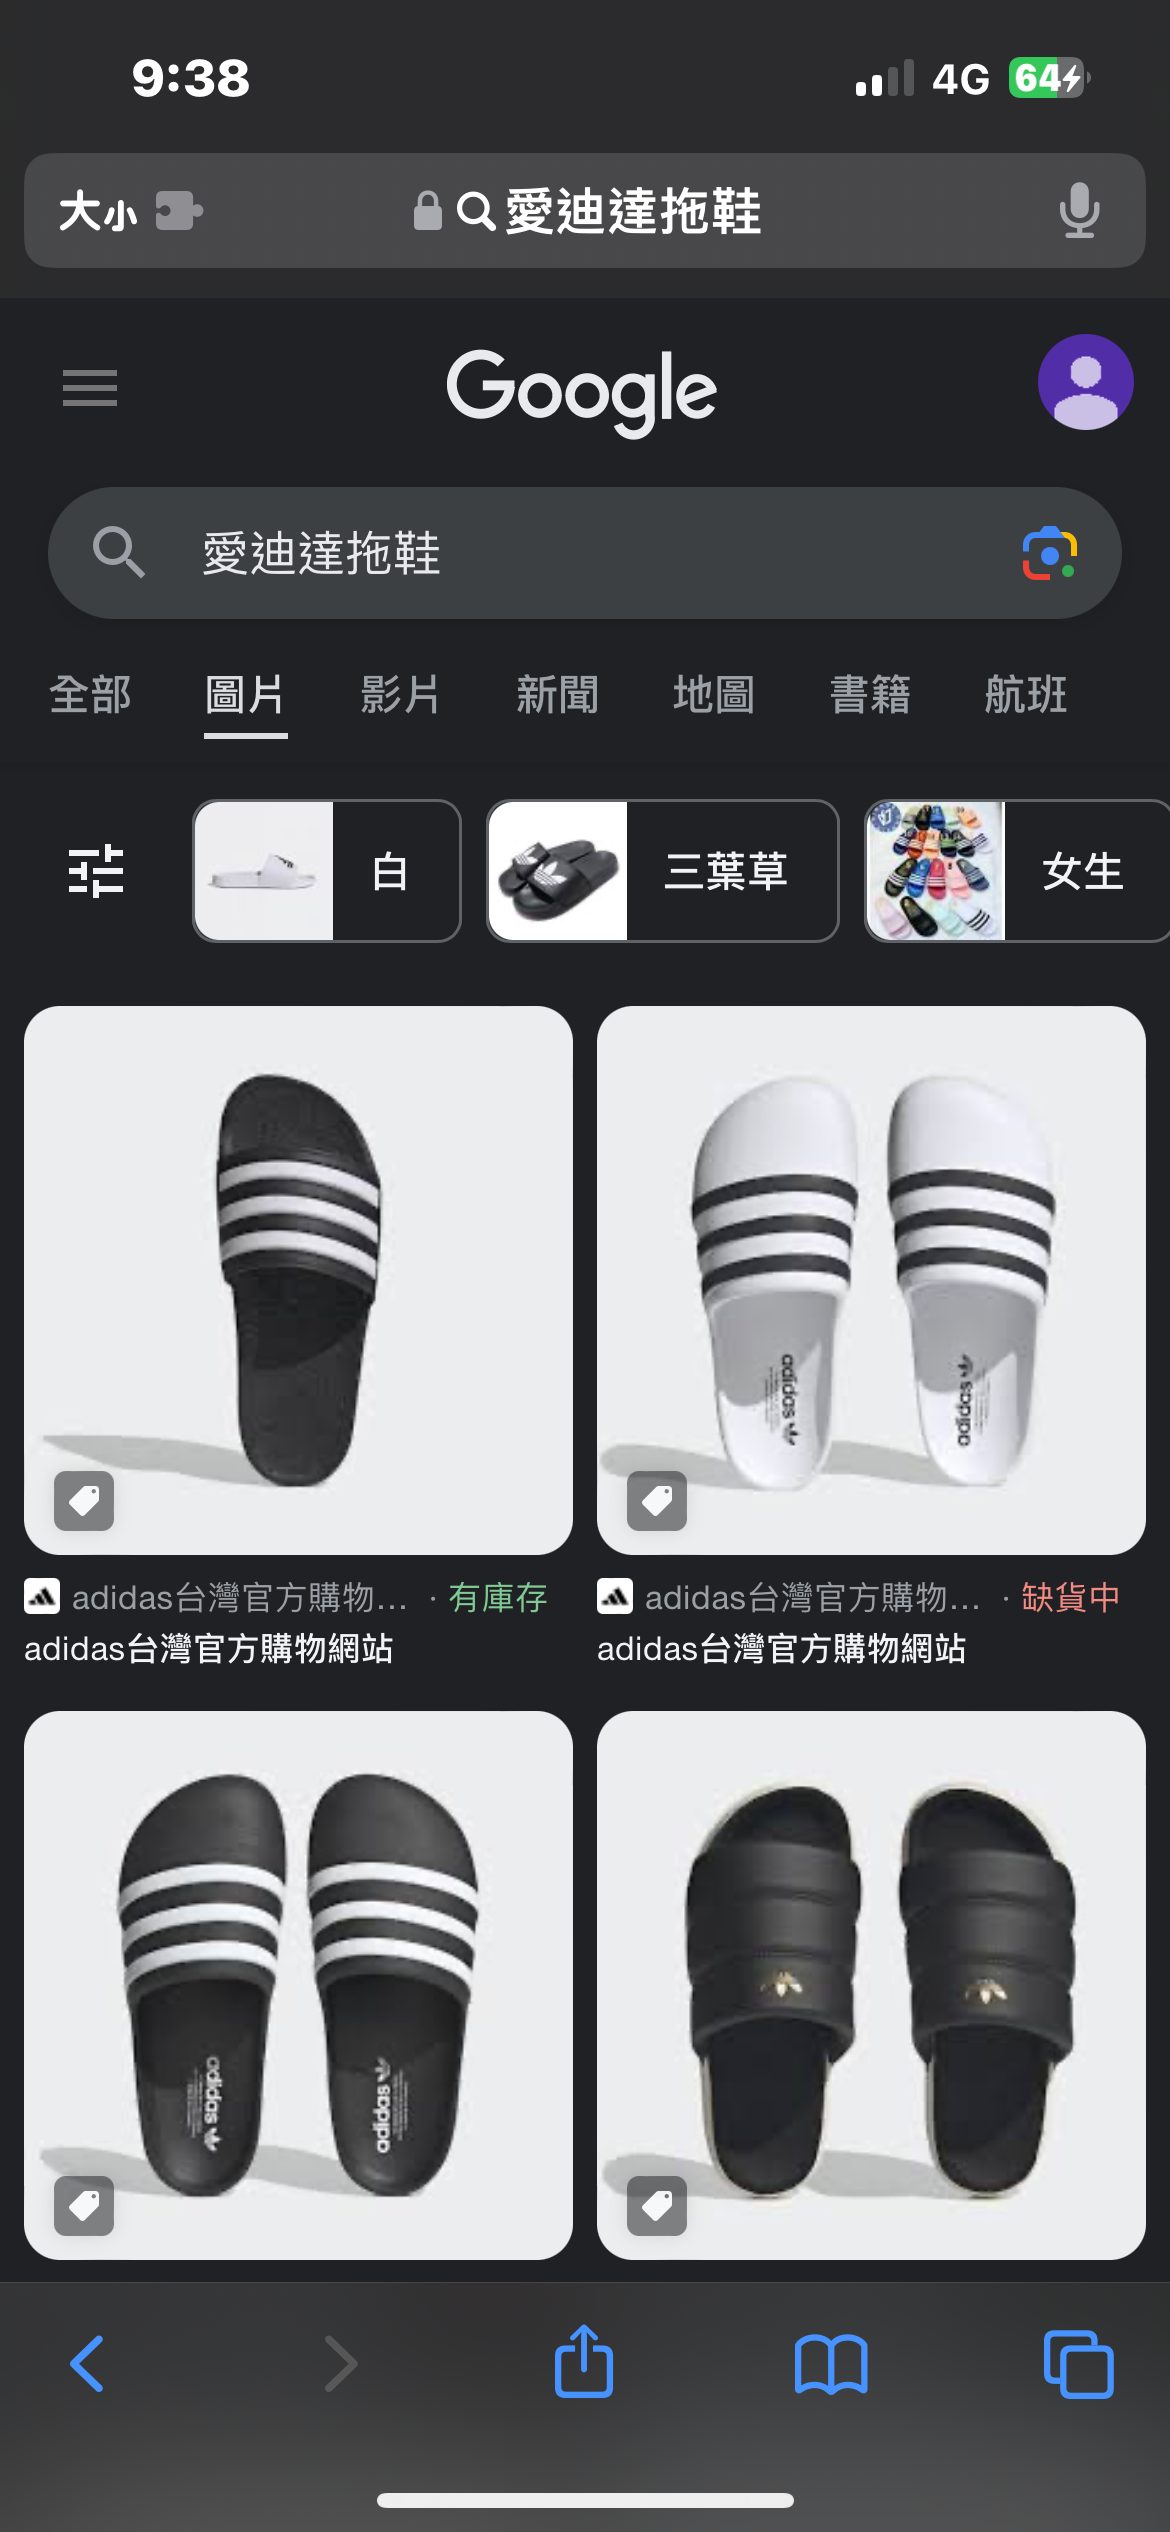 9:38
4G
64
大小
愛迪達拖鞋
Google
愛迪達拖鞋
全部 圖片 影片 新聞 地圖 書籍 航班
白 三葉草 女生
adidas
adidas
adidas台灣官方購物... · 有庫存
adidas台灣官方購物網站
adidas台灣官方購物... · 缺貨中
adidas台灣官方購物網站
adidas
adidas